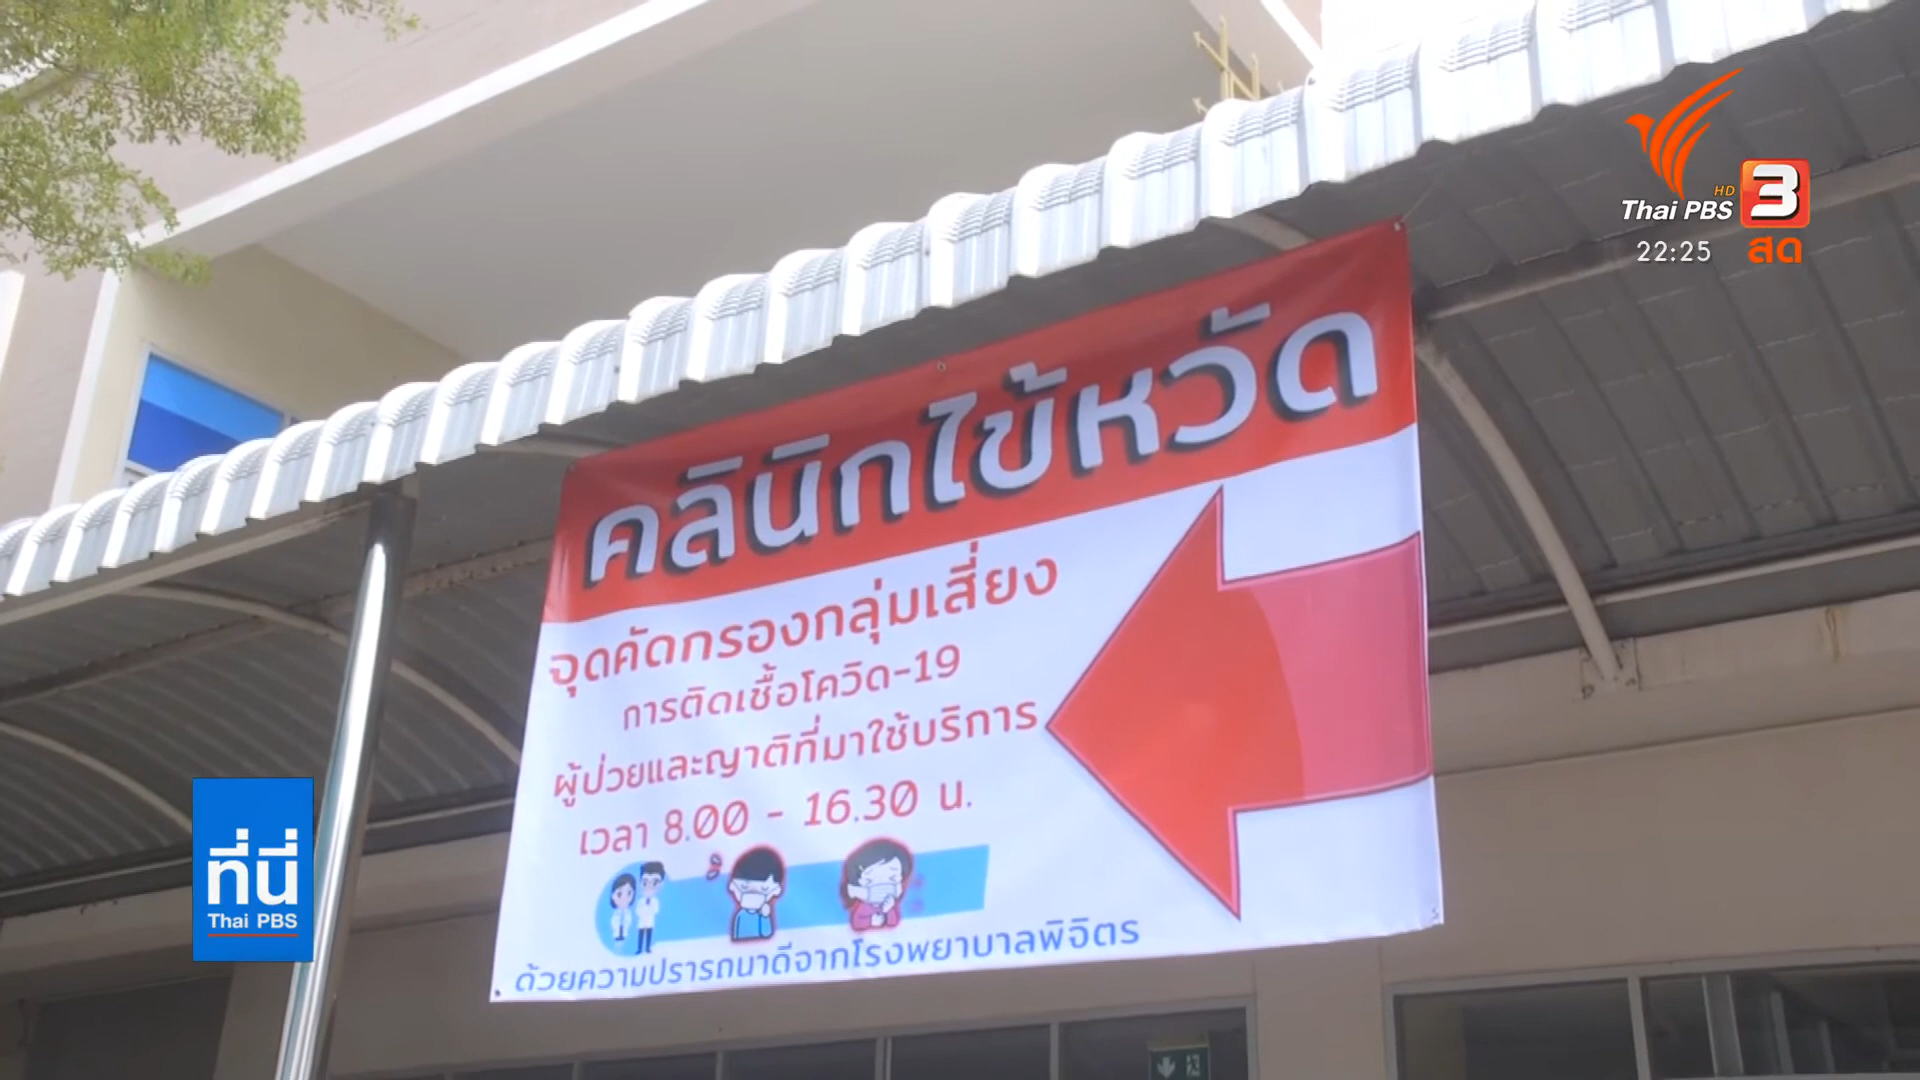 HD
Thai PBS 3
22:25 สด
คลินิกไข้หวัด
จุดคัดกรองกลุ่มเสี่ยง
การติดเชื้อโควิด-19
ผู้ป่วยและญาติที่มาใช้บริการ
เวลา 8.00 - 16.30 น.
ด้วยความปรารถนาดีจากโรงพยาบาลพิจิตร
ที่นี่
Thai PBS